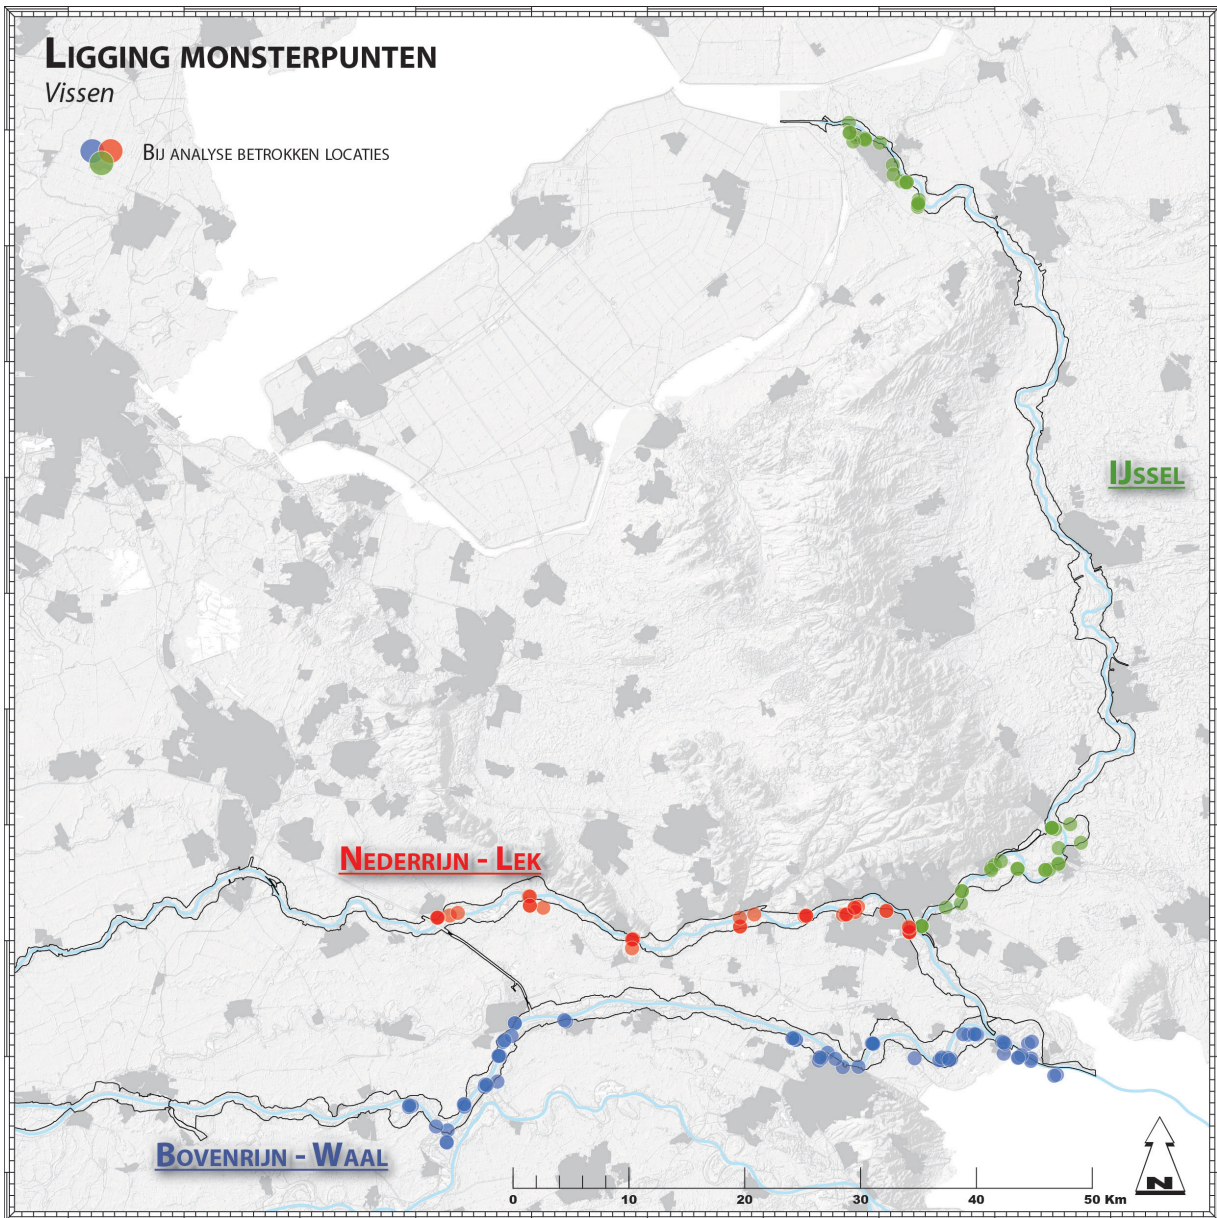 Ligging monsterpunten
Vissen
Bij analyse betrokken locaties
IJssel
Nederrijn - Lek
Bovenrijn - Waal
0 10 20 30 40 50 Km
N